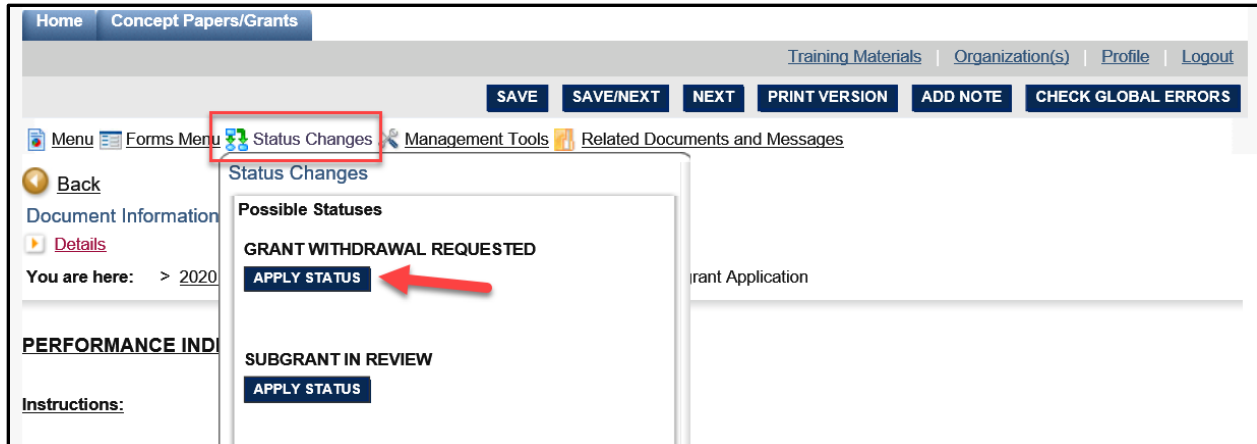 Home Concept Papers/Grants
Training Materials | Organization(s) | Profile | Logout
SAVE SAVE/NEXT NEXT PRINT VERSION ADD NOTE CHECK GLOBAL ERRORS
Menu Forms Menu Status Changes Management Tools Related Documents and Messages
Back
Document Information
Details
You are here: > 2020
Status Changes
Possible Statuses
GRANT WITHDRAWAL REQUESTED
APPLY STATUS
SUBGRANT IN REVIEW
APPLY STATUS
grant Application
PERFORMANCE INDI
Instructions: